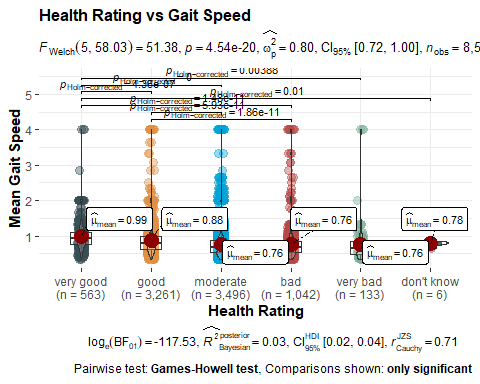 Health Rating vs Gait Speed
F Welch(5, 58.03) = 51.38, p = 4.54e-20, ω̂²p = 0.80, CI95% [0.72, 1.00], nobs = 8,5
pHolm-corrected = 0.00388
pHolm-corrected = 0.01
pHolm-corrected = 1.86e-11
Mean Gait Speed
5
4
3
2
1
μ̂mean = 0.99
μ̂mean = 0.88
μ̂mean = 0.76
μ̂mean = 0.76
μ̂mean = 0.76
μ̂mean = 0.78
very good good moderate bad very bad don't know
(n = 563) (n = 3,261) (n = 3,496) (n = 1,042) (n = 133) (n = 6)
Health Rating
loge(BF01) = -117.53, R̂² posterior Bayesian = 0.03, CI HDI 95% [0.02, 0.04], r JZS Cauchy = 0.71
Pairwise test: Games-Howell test, Comparisons shown: only significant